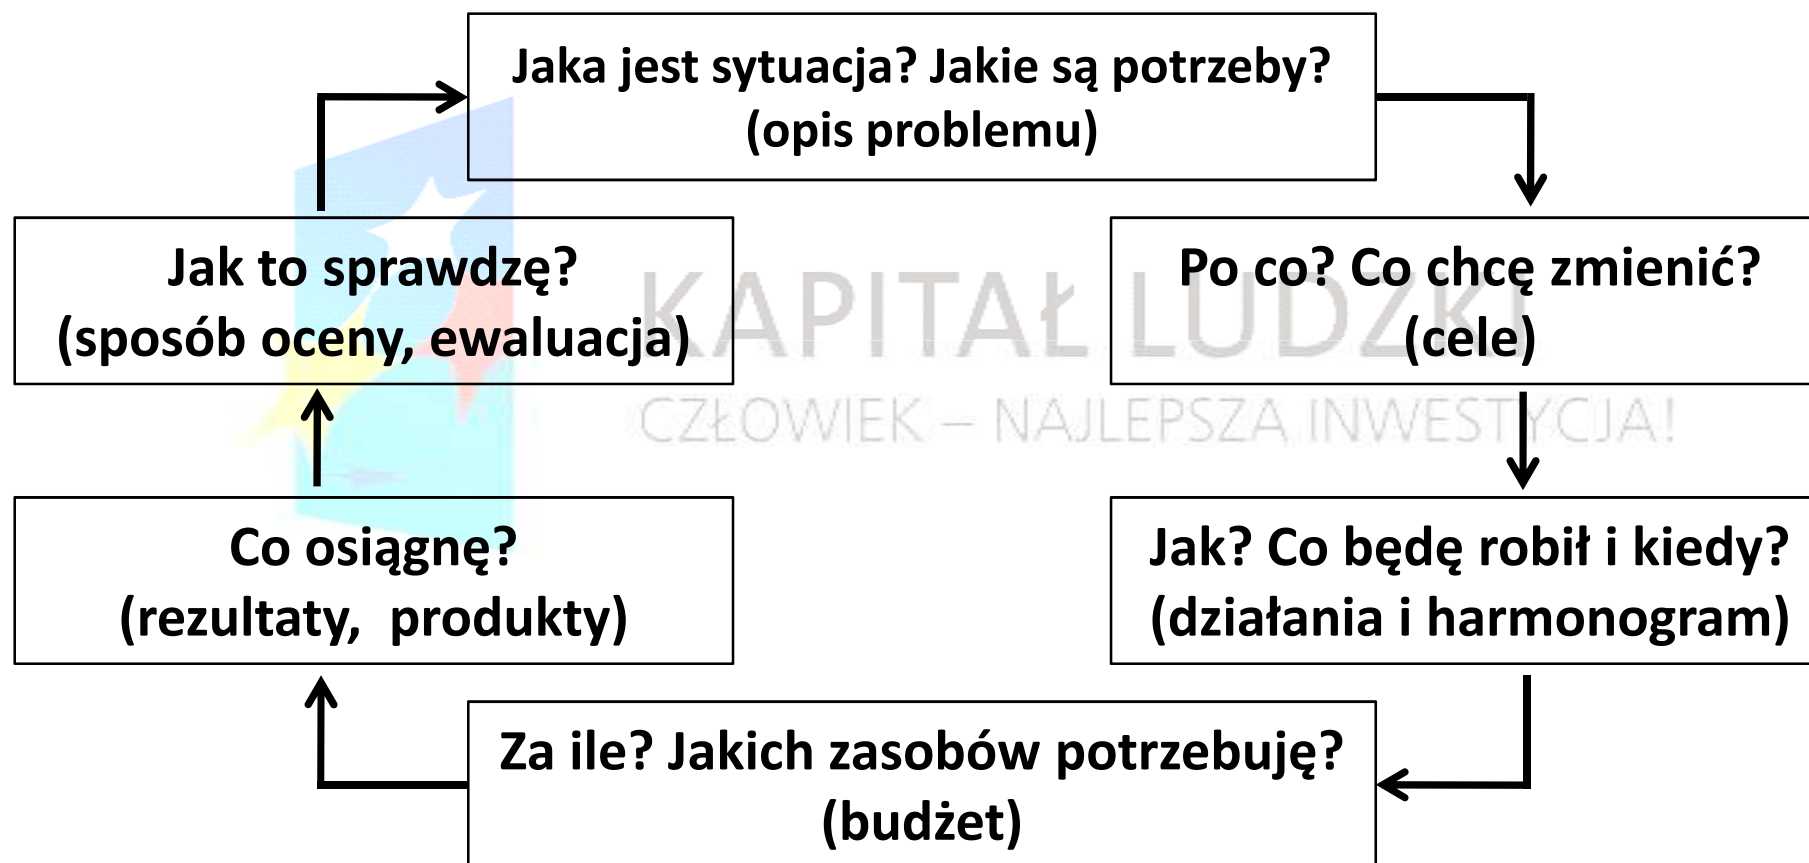 Jaka jest sytuacja? Jakie są potrzeby?
(opis problemu)
Po co? Co chcę zmienić?
(cele)
Jak? Co będę robił i kiedy?
(działania i harmonogram)
Za ile? Jakich zasobów potrzebuję?
(budżet)
Co osiągnę?
(rezultaty, produkty)
Jak to sprawdzę?
(sposób oceny, ewaluacja)
KAPITAŁ LUDZKI
CZŁOWIEK – NAJLEPSZA INWESTYCJA!